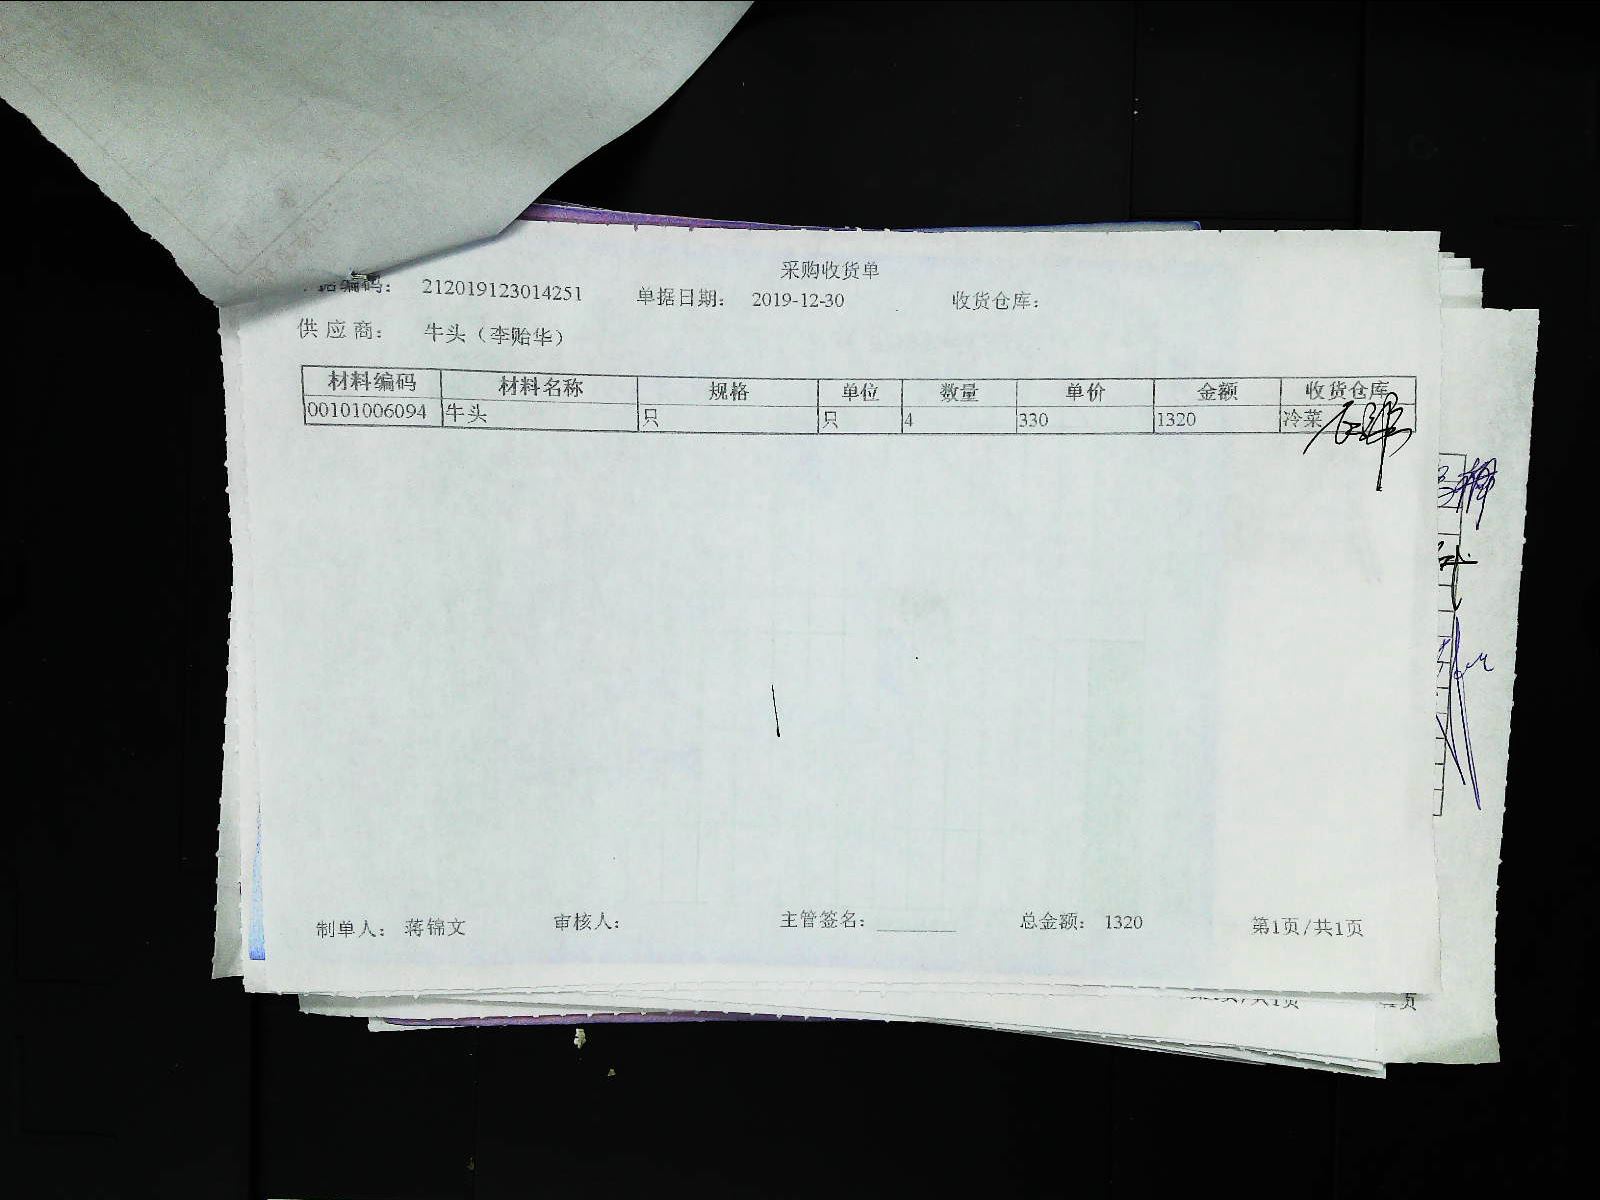 采购收货单
据编码： 212019123014251 单据日期： 2019-12-30 收货仓库：
供应商： 牛头（李贻华）
材料编码 材料名称 规格 单位 数量 单价 金额 收货仓库
00101006094 牛头 只 只 4 330 1320 冷菜
制单人： 蒋锦文 审核人： 主管签名： ________ 总金额： 1320 第1页/共1页